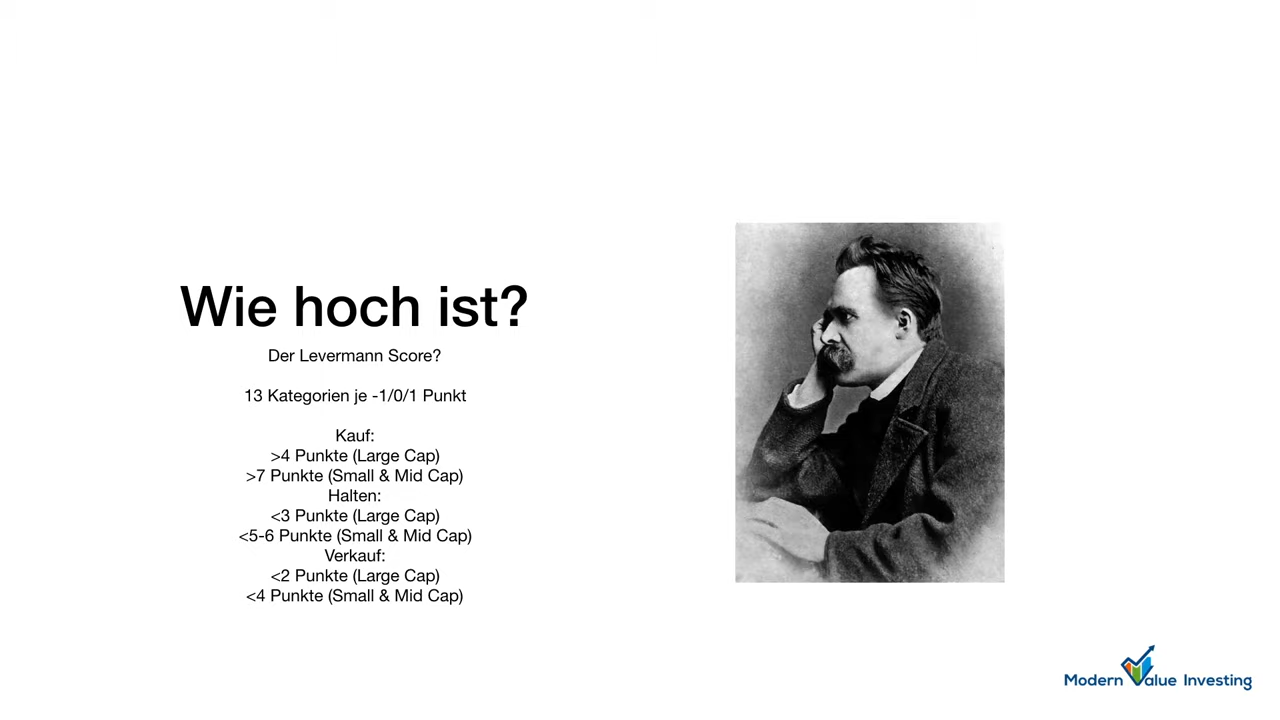 Wie hoch ist?
Der Levermann Score?
13 Kategorien je -1/0/1 Punkt
Kauf:
>4 Punkte (Large Cap)
>7 Punkte (Small & Mid Cap)
Halten:
<3 Punkte (Large Cap)
<5-6 Punkte (Small & Mid Cap)
Verkauf:
<2 Punkte (Large Cap)
<4 Punkte (Small & Mid Cap)
Modern Value Investing